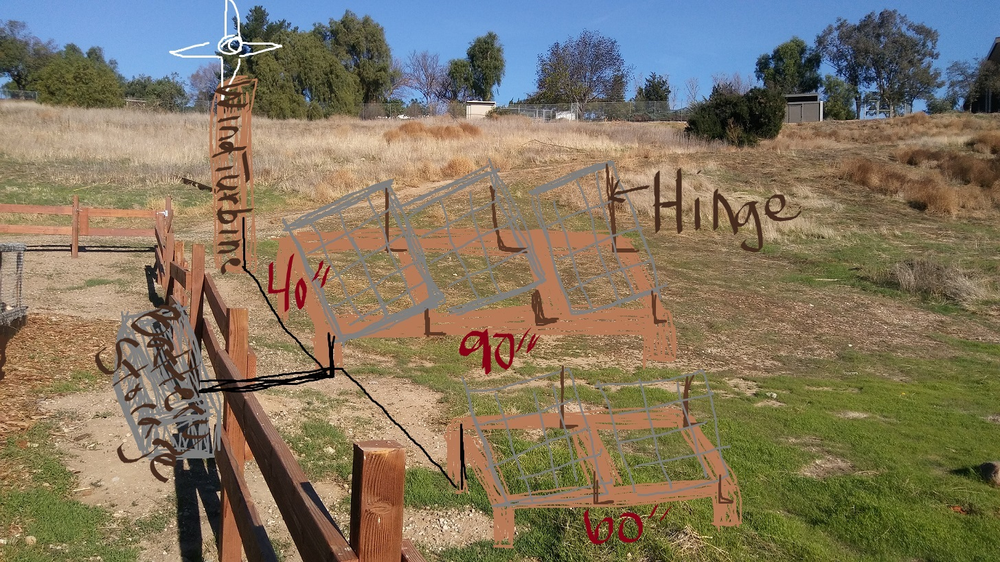 Wind Turbine
Hinge
40"
90"
Battery
Storage
60"